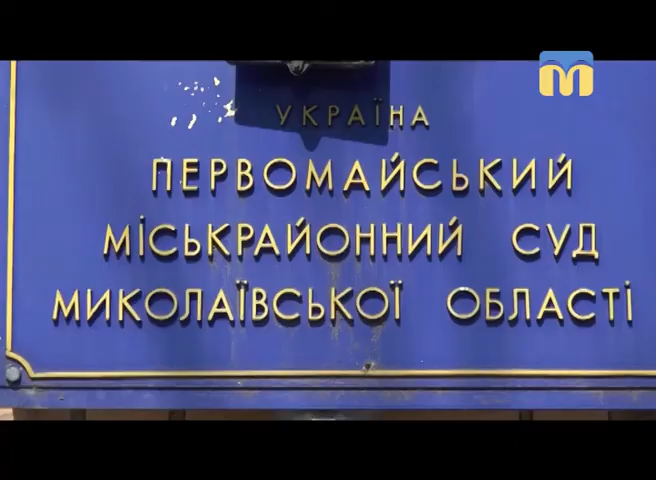 УКРАЇНА
ПЕРВОМАЙСЬКИЙ
МІСЬКРАЙОННИЙ СУД
МИКОЛАЇВСЬКОЇ ОБЛАСТІ